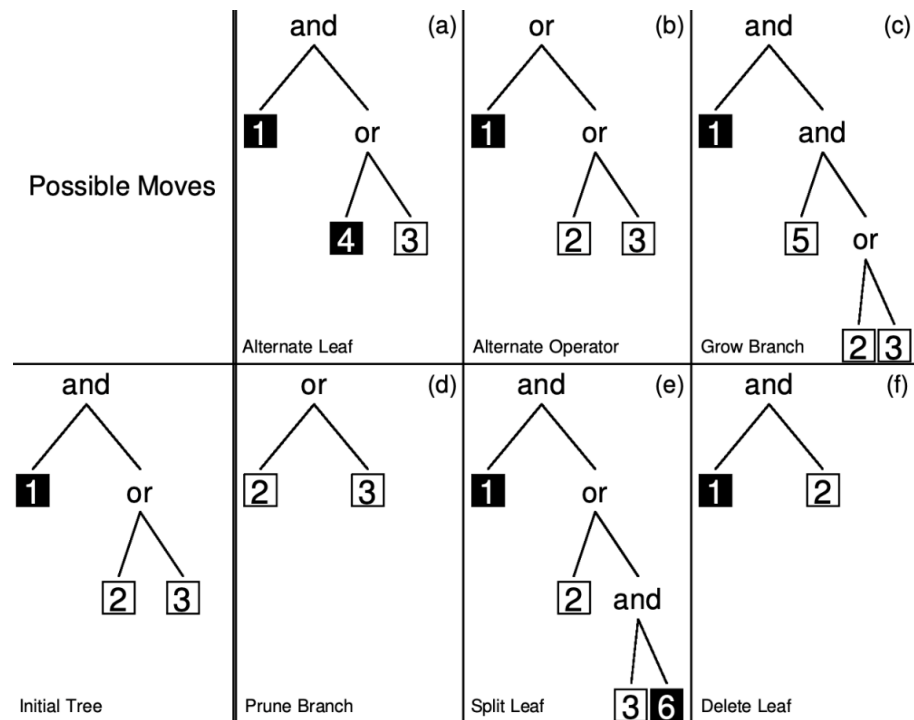 and (a)
or (b)
and (c)
1 or
1 or
1 and
Possible Moves
4 3
2 3
5 or
2 3
Alternate Leaf
Alternate Operator
Grow Branch
and
or (d)
and (e)
and (f)
1 or
2 3
1 or
1 2
2 3
2 and
3 6
Initial Tree
Prune Branch
Split Leaf
Delete Leaf